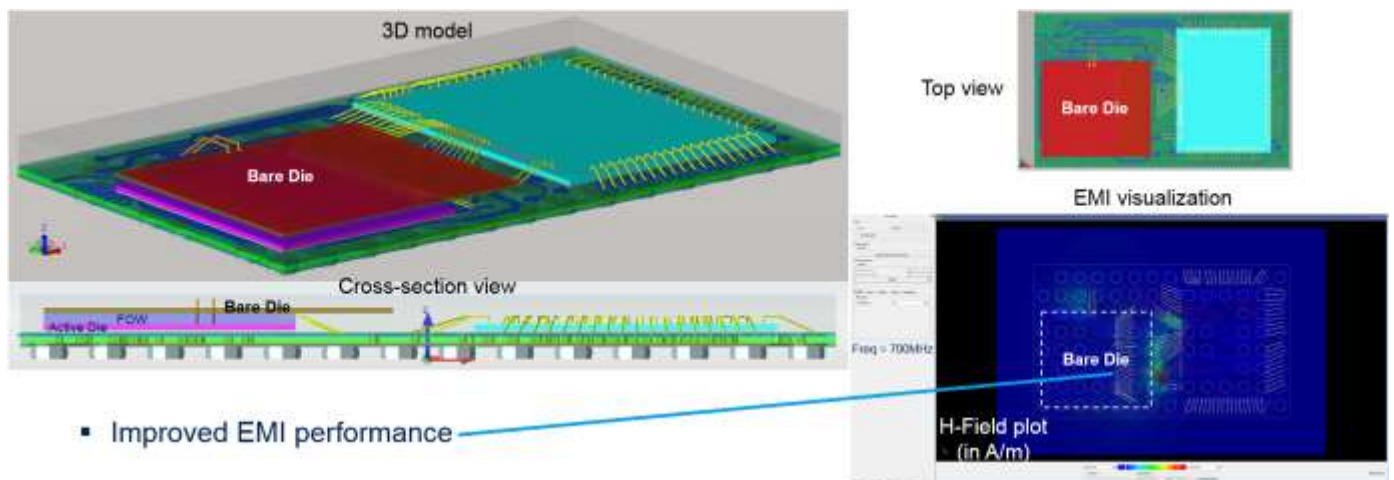 3D model
Bare Die
Top view
Bare Die
EMI visualization
Cross-section view
Bare Die
FOW
Active Die
Freq = 700MHz
Bare Die
H-Field plot
(in A/m)
▪ Improved EMI performance